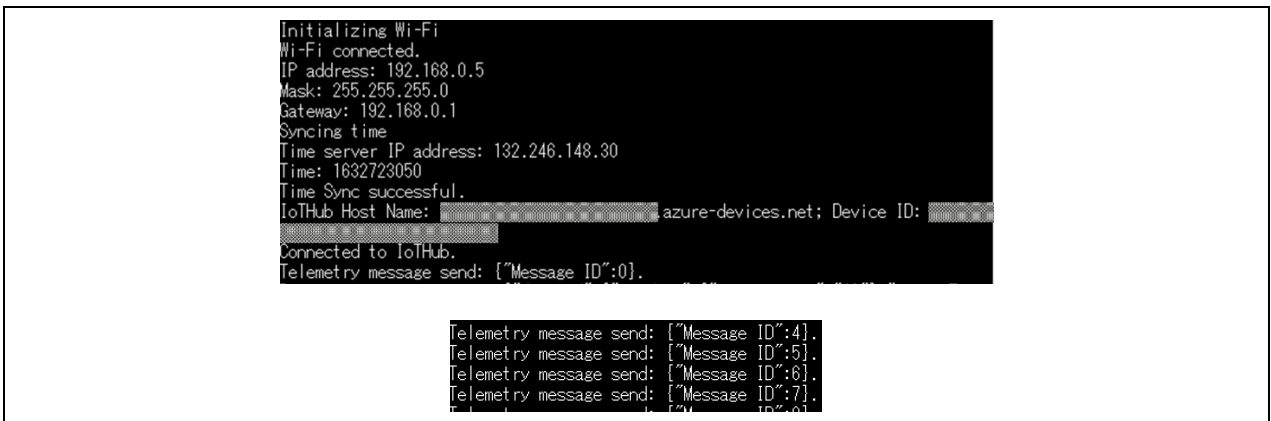 Initializing Wi-Fi
Wi-Fi connected.
IP address: 192.168.0.5
Mask: 255.255.255.0
Gateway: 192.168.0.1
Syncing time
Time server IP address: 132.246.148.30
Time: 1632723050
Time Sync successful.
IoTHub Host Name: .azure-devices.net; Device ID:
Connected to IoTHub.
Telemetry message send: {"Message ID":0}.
Telemetry message send: {"Message ID":4}.
Telemetry message send: {"Message ID":5}.
Telemetry message send: {"Message ID":6}.
Telemetry message send: {"Message ID":7}.